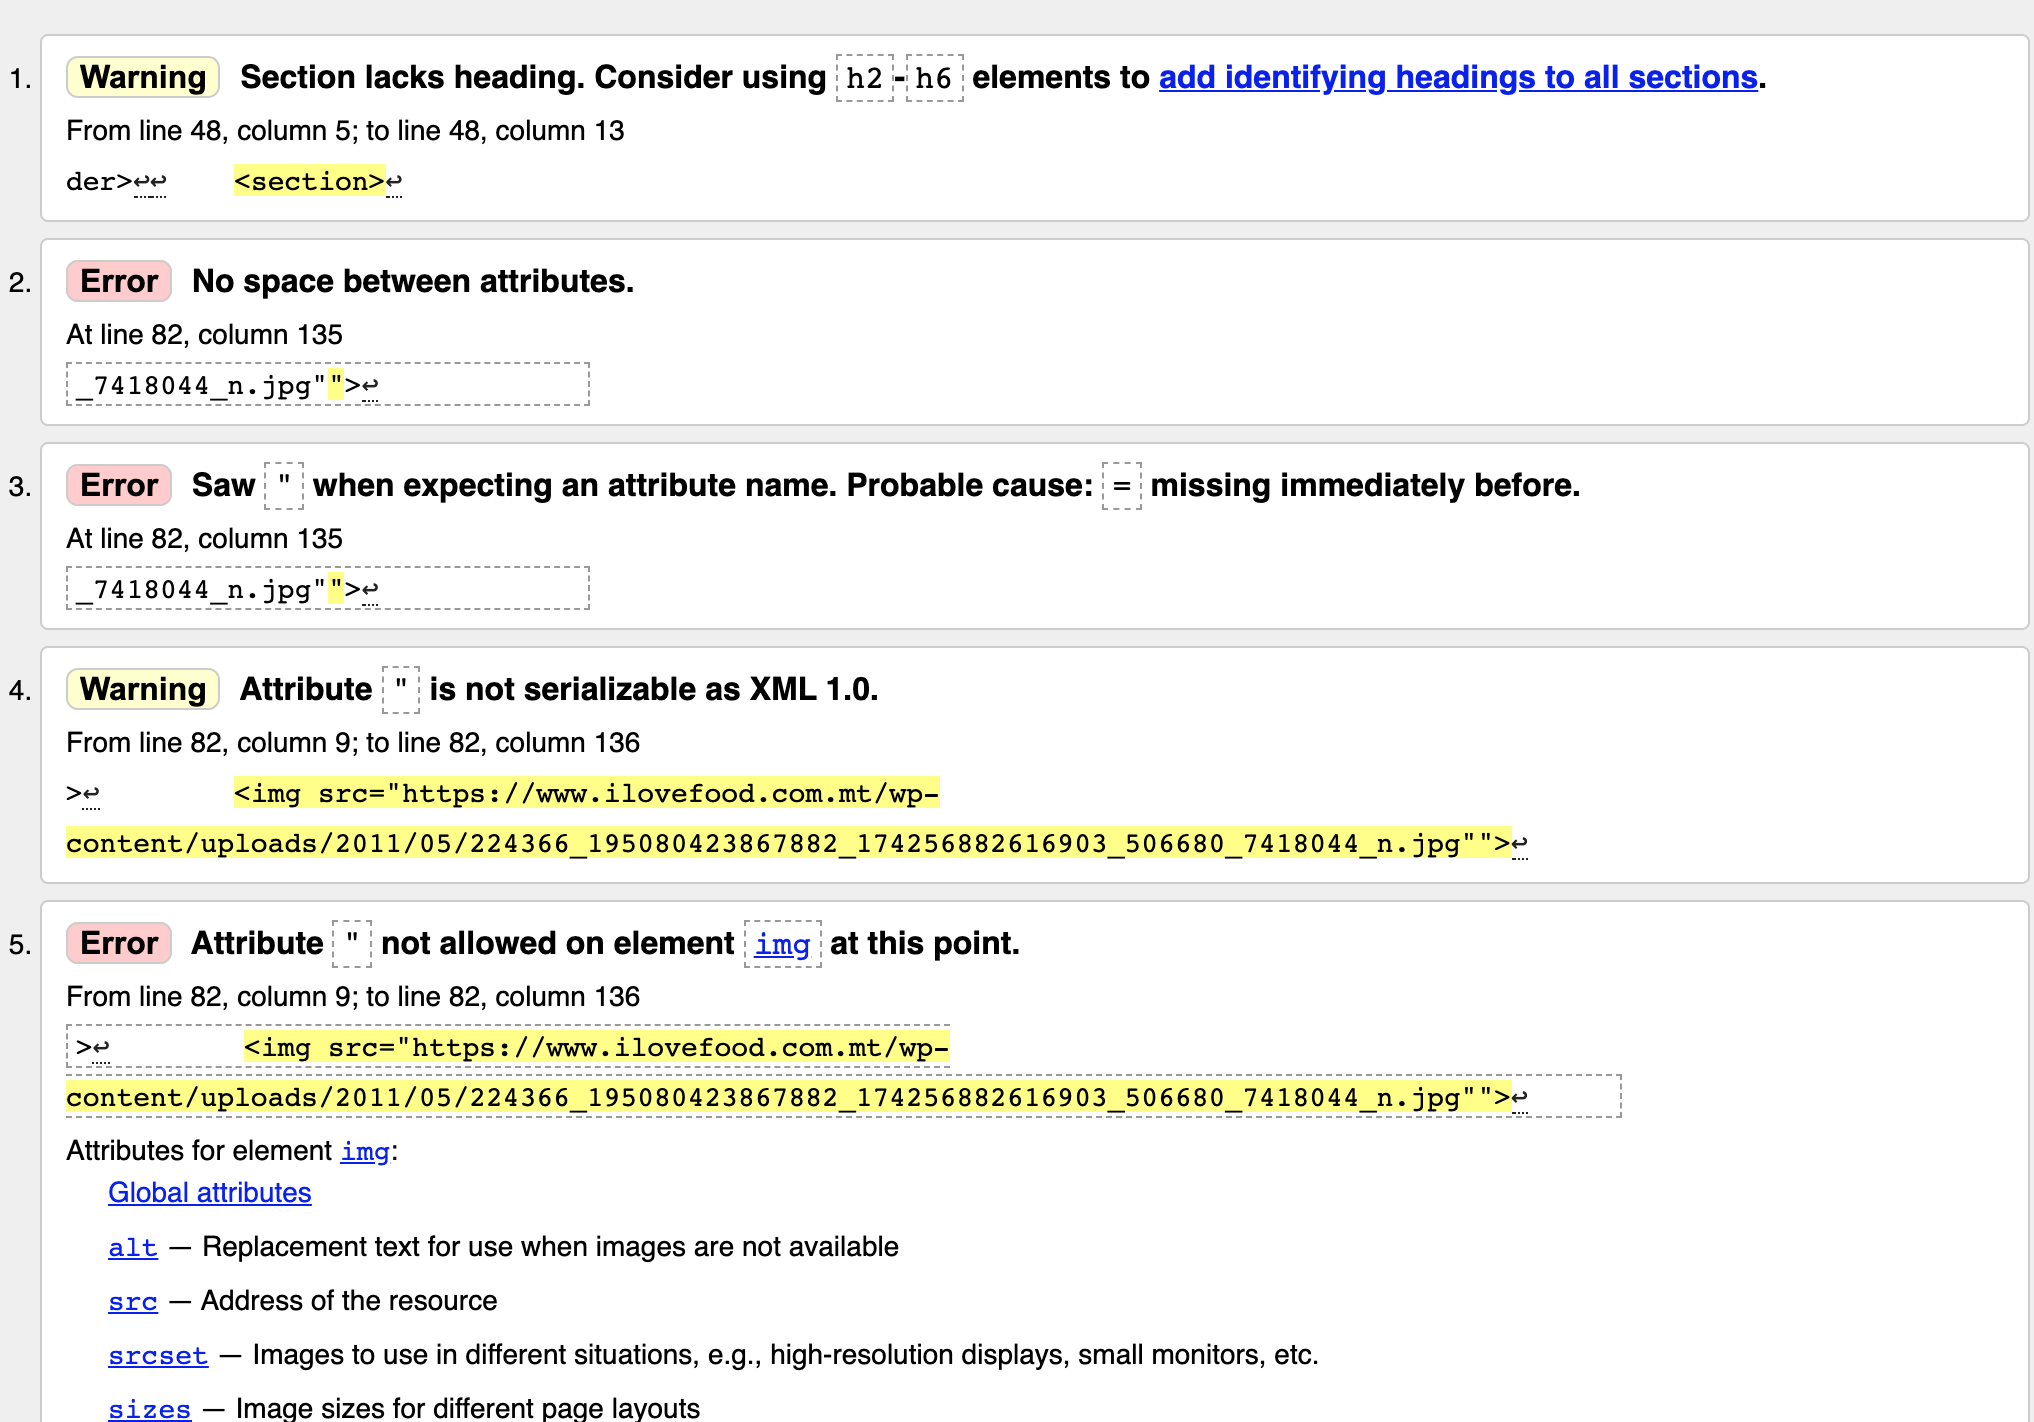 1. Warning Section lacks heading. Consider using h2-h6 elements to add identifying headings to all sections.
From line 48, column 5; to line 48, column 13
der>↩↩    <section>↩
2. Error No space between attributes.
At line 82, column 135
_7418044_n.jpg"">↩
3. Error Saw " when expecting an attribute name. Probable cause: = missing immediately before.
At line 82, column 135
_7418044_n.jpg"">↩
4. Warning Attribute " is not serializable as XML 1.0.
From line 82, column 9; to line 82, column 136
>↩        <img src="https://www.ilovefood.com.mt/wp-
content/uploads/2011/05/224366_195080423867882_174256882616903_506680_7418044_n.jpg"">↩
5. Error Attribute " not allowed on element img at this point.
From line 82, column 9; to line 82, column 136
>↩        <img src="https://www.ilovefood.com.mt/wp-
content/uploads/2011/05/224366_195080423867882_174256882616903_506680_7418044_n.jpg"">↩
Attributes for element img:
Global attributes
alt — Replacement text for use when images are not available
src — Address of the resource
srcset — Images to use in different situations, e.g., high-resolution displays, small monitors, etc.
sizes — Image sizes for different page layouts